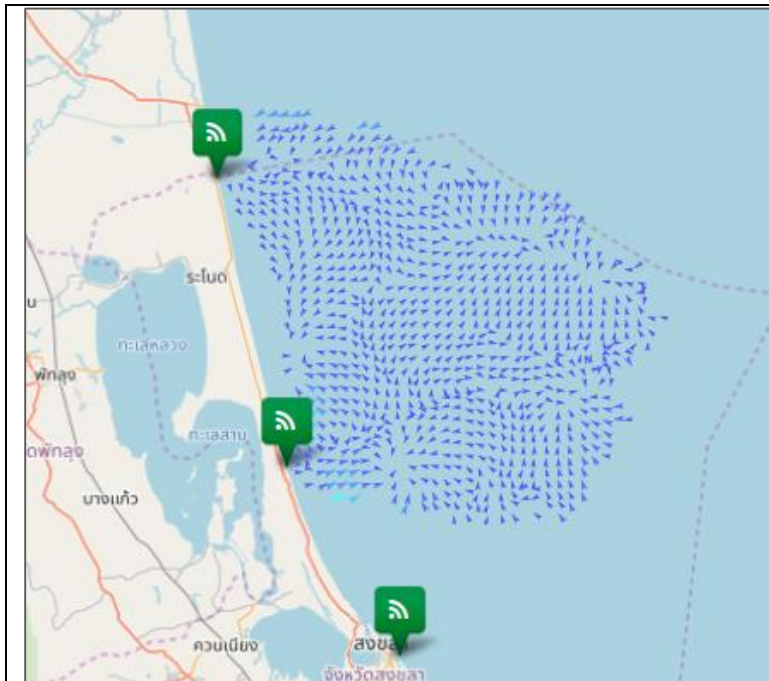 ระโนด
ทะเลหลวง
น
พัทลุง
ทะเลสาบ
ดพัทลุง
บางแก้ว
ควนเนียง
สงขลา
จังหวัดสงขลา